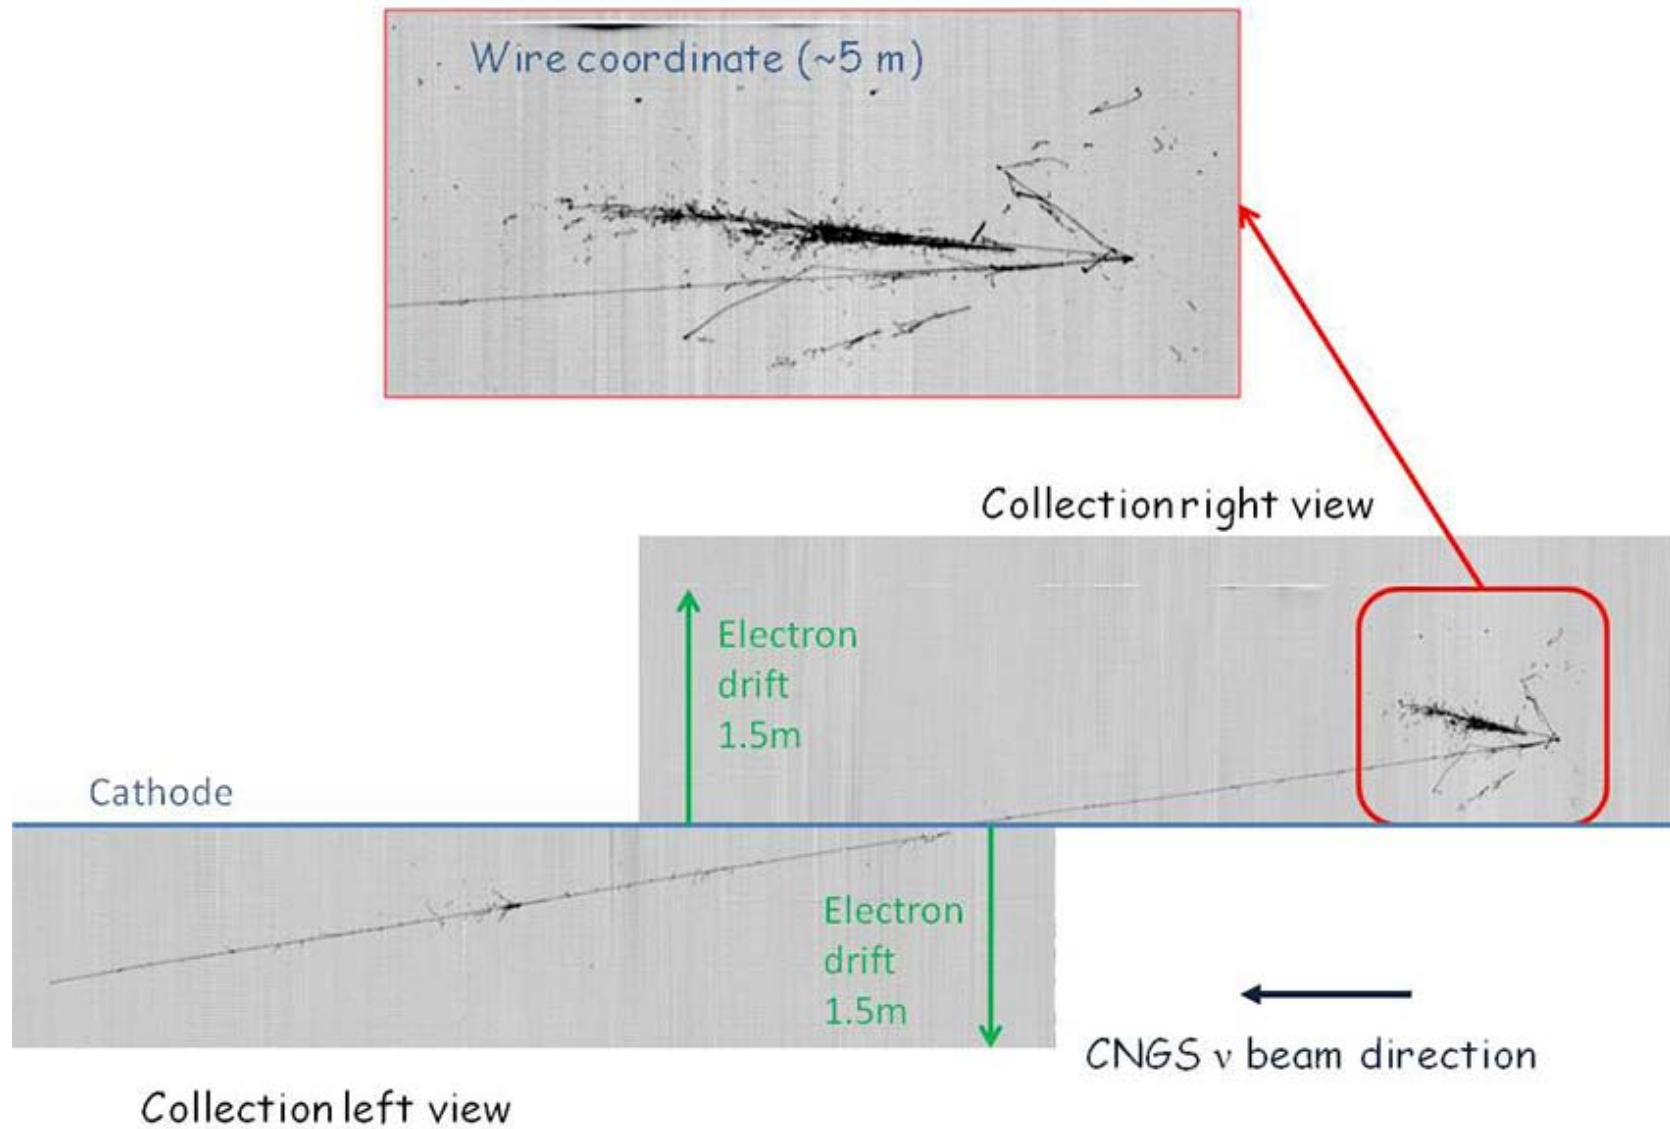 Wire coordinate (~5 m)
Collection right view
Electron
drift
1.5m
Cathode
Electron
drift
1.5m
CNGS ν beam direction
Collection left view